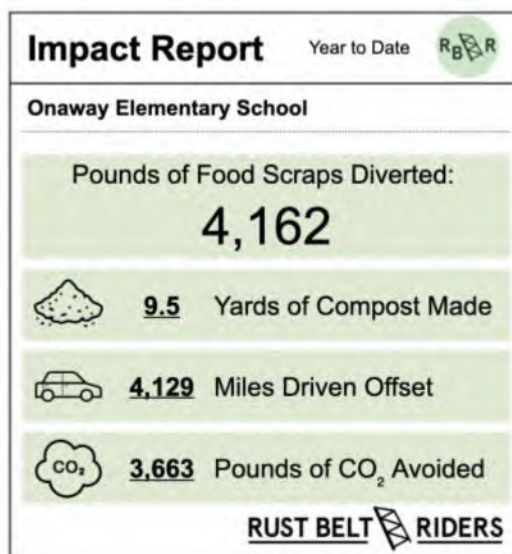 Impact Report Year to Date R B R
Onaway Elementary School
Pounds of Food Scraps Diverted:
4,162
9.5 Yards of Compost Made
4,129 Miles Driven Offset
CO₂ 3,663 Pounds of CO₂ Avoided
RUST BELT RIDERS